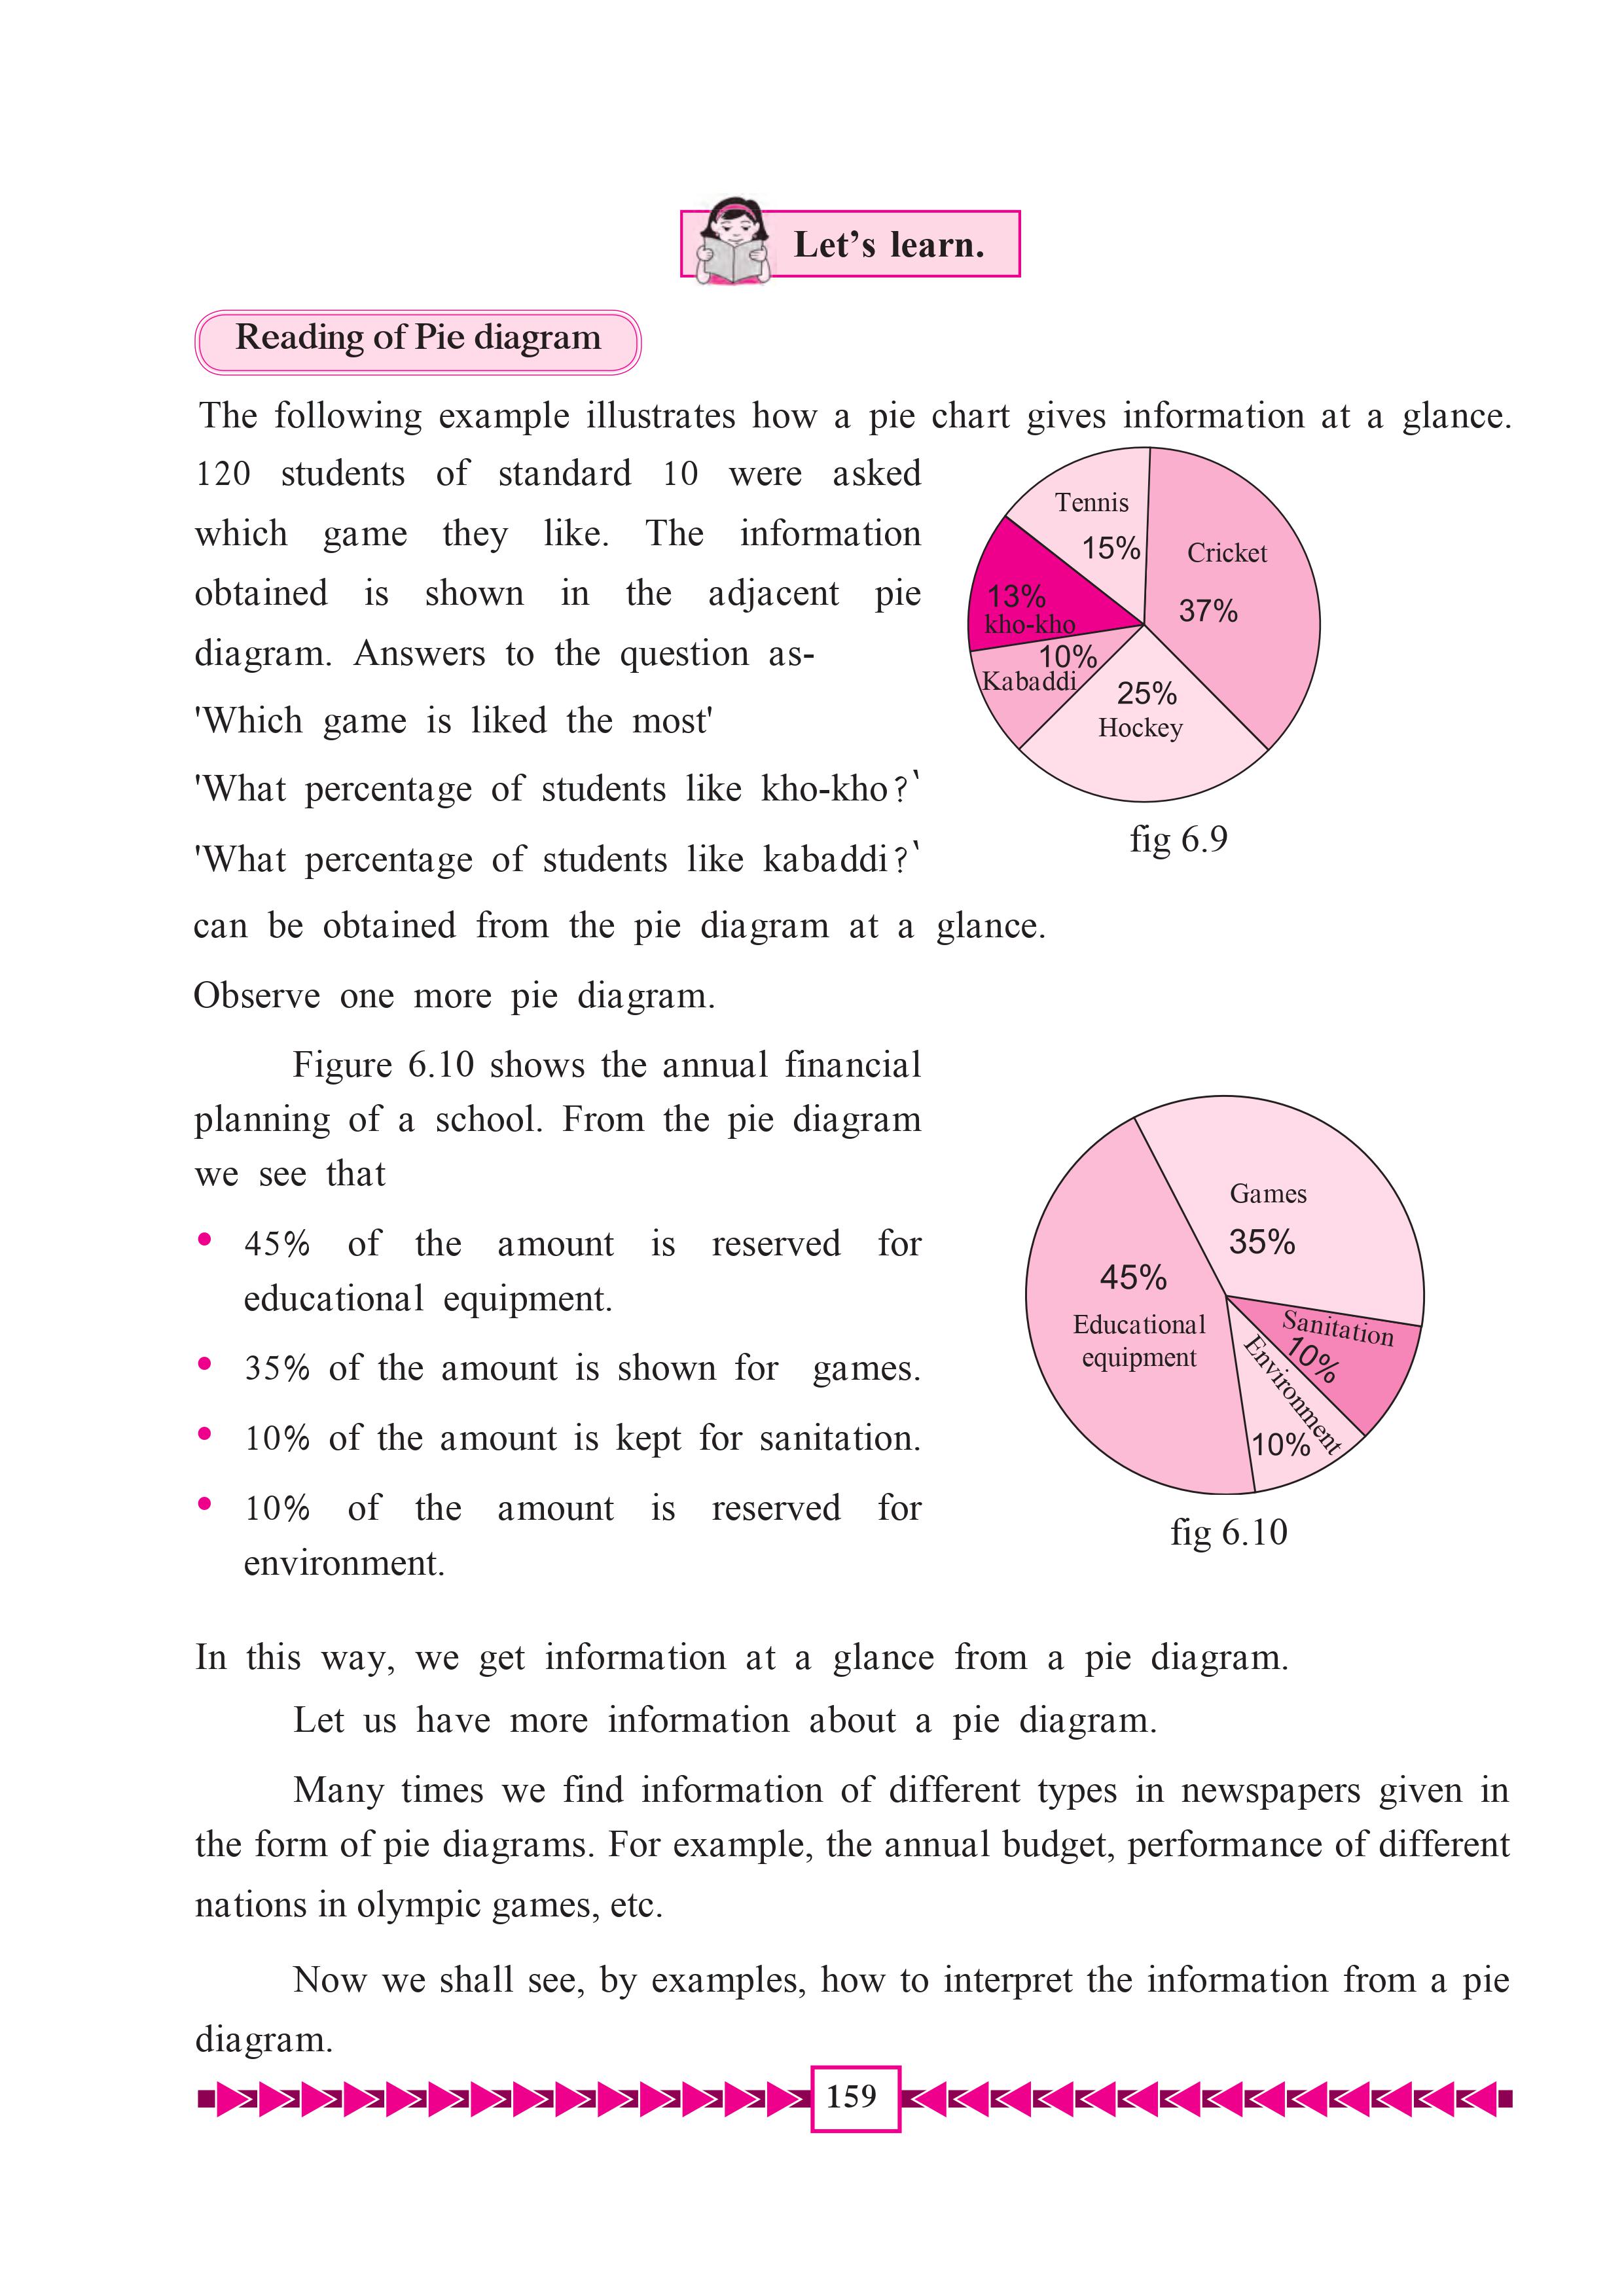 Let’s learn.
Reading of Pie diagram
The following example illustrates how a pie chart gives information at a glance.
120 students of standard 10 were asked
which game they like. The information
obtained is shown in the adjacent pie
diagram. Answers to the question as-
'Which game is liked the most'
'What percentage of students like kho-kho?‛
'What percentage of students like kabaddi?‛
can be obtained from the pie diagram at a glance.
Tennis
15%
Cricket
37%
13%
kho-kho
10%
Kabaddi
25%
Hockey
fig 6.9
Observe one more pie diagram.
Figure 6.10 shows the annual financial
planning of a school. From the pie diagram
we see that
• 45% of the amount is reserved for
educational equipment.
• 35% of the amount is shown for games.
• 10% of the amount is kept for sanitation.
• 10% of the amount is reserved for
environment.
Games
35%
45%
Educational
equipment
Sanitation
10%
Environment
10%
fig 6.10
In this way, we get information at a glance from a pie diagram.
Let us have more information about a pie diagram.
Many times we find information of different types in newspapers given in
the form of pie diagrams. For example, the annual budget, performance of different
nations in olympic games, etc.
Now we shall see, by examples, how to interpret the information from a pie
diagram.
159